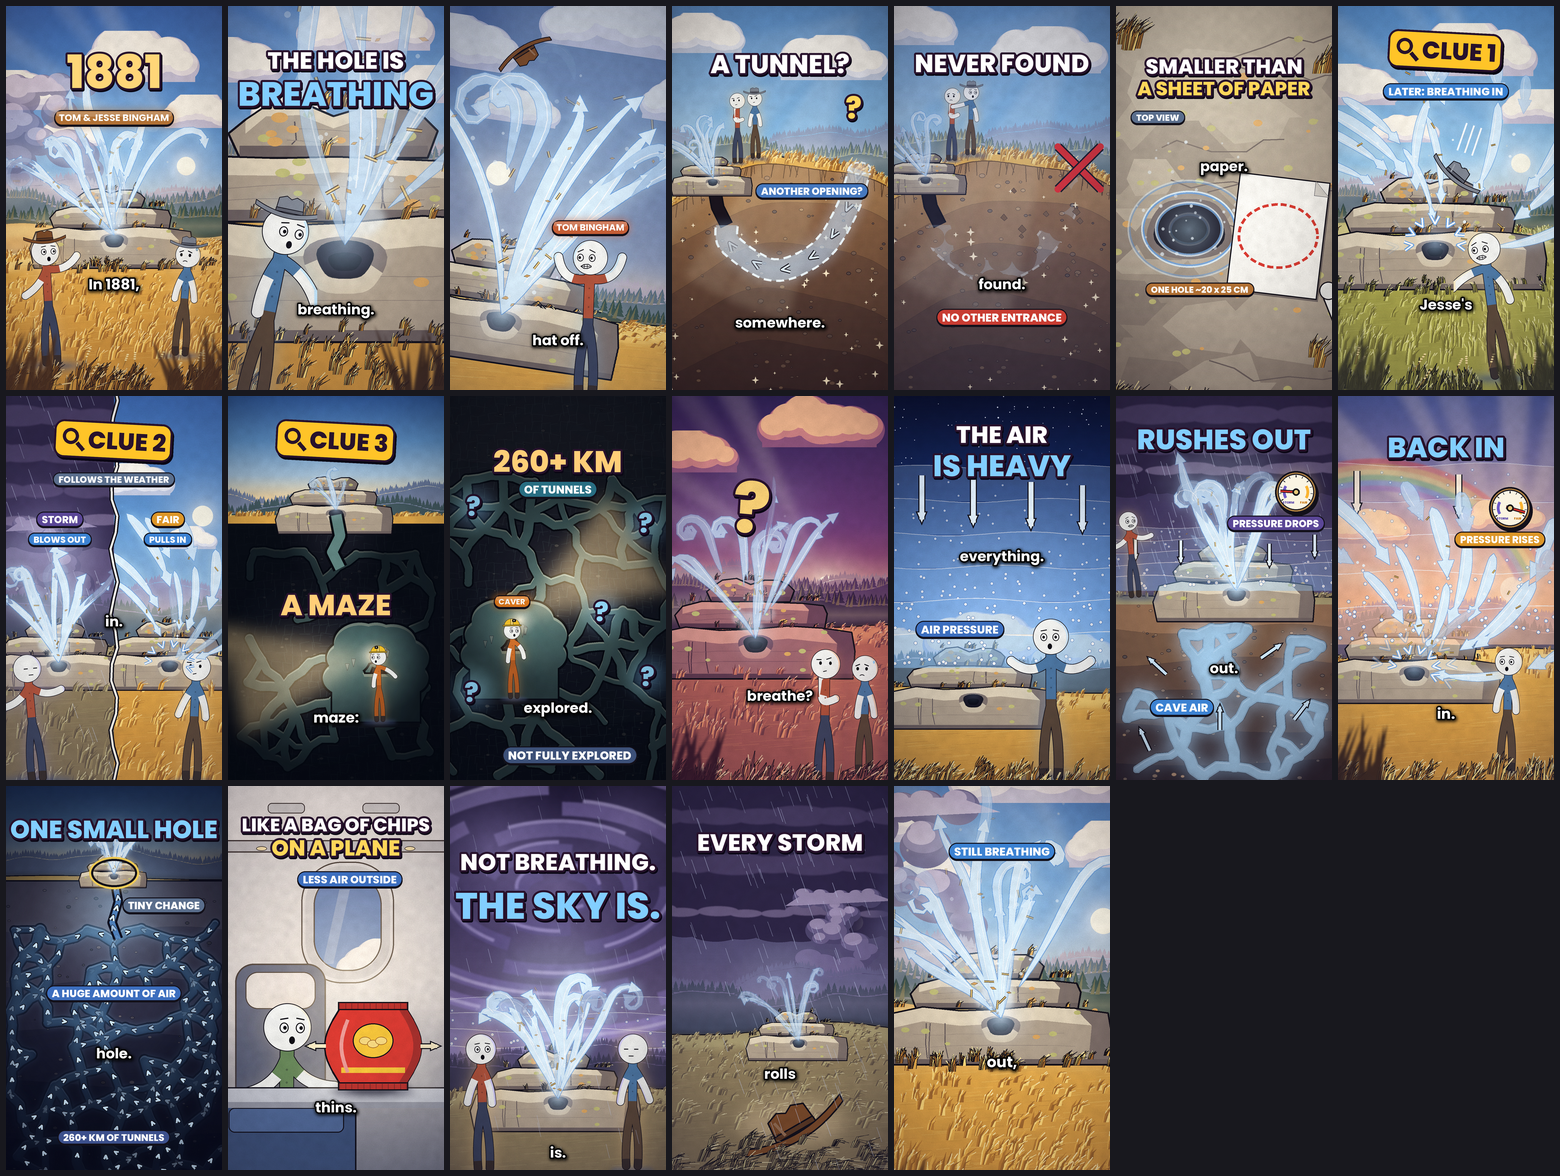 1881
TOM & JESSE BINGHAM
In 1881,
THE HOLE IS
BREATHING
breathing.
TOM BINGHAM
hat off.
A TUNNEL?
?
ANOTHER OPENING?
somewhere.
NEVER FOUND
found.
NO OTHER ENTRANCE
SMALLER THAN
A SHEET OF PAPER
TOP VIEW
paper.
ONE HOLE ~20 x 25 CM
CLUE 1
LATER: BREATHING IN
Jesse's
CLUE 2
FOLLOWS THE WEATHER
STORM
FAIR
BLOWS OUT
PULLS IN
in.
CLUE 3
A MAZE
maze:
260+ KM
OF TUNNELS
?
?
CAVER
?
?
?
explored.
NOT FULLY EXPLORED
?
breathe?
THE AIR
IS HEAVY
everything.
AIR PRESSURE
RUSHES OUT
PRESSURE DROPS
out.
CAVE AIR
BACK IN
PRESSURE RISES
in.
ONE SMALL HOLE
TINY CHANGE
A HUGE AMOUNT OF AIR
hole.
260+ KM OF TUNNELS
LIKE A BAG OF CHIPS
ON A PLANE
LESS AIR OUTSIDE
thins.
NOT BREATHING.
THE SKY IS.
is.
EVERY STORM
rolls
STILL BREATHING
out,